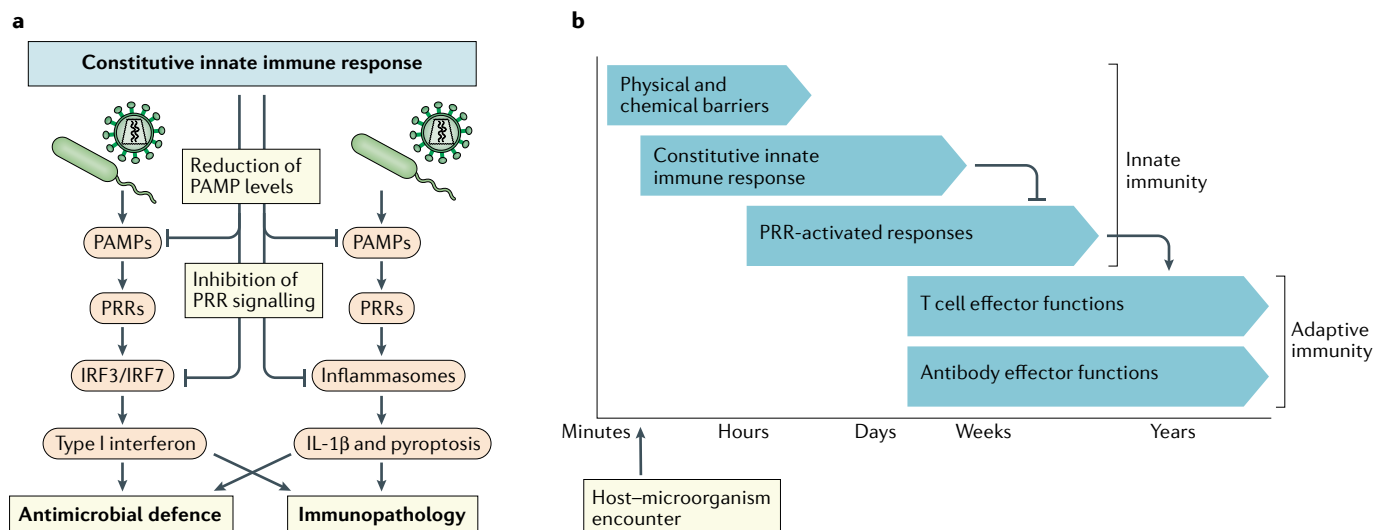 a
Constitutive innate immune response
Reduction of
PAMP levels
PAMPs
PAMPs
Inhibition of
PRR signalling
PRRs
PRRs
IRF3/IRF7
Inflammasomes
Type I interferon
IL-1β and pyroptosis
Antimicrobial defence
Immunopathology
b
Physical and
chemical barriers
Constitutive innate
immune response
PRR-activated responses
Innate
immunity
T cell effector functions
Antibody effector functions
Adaptive
immunity
Minutes
Hours
Days
Weeks
Years
Host–microorganism
encounter